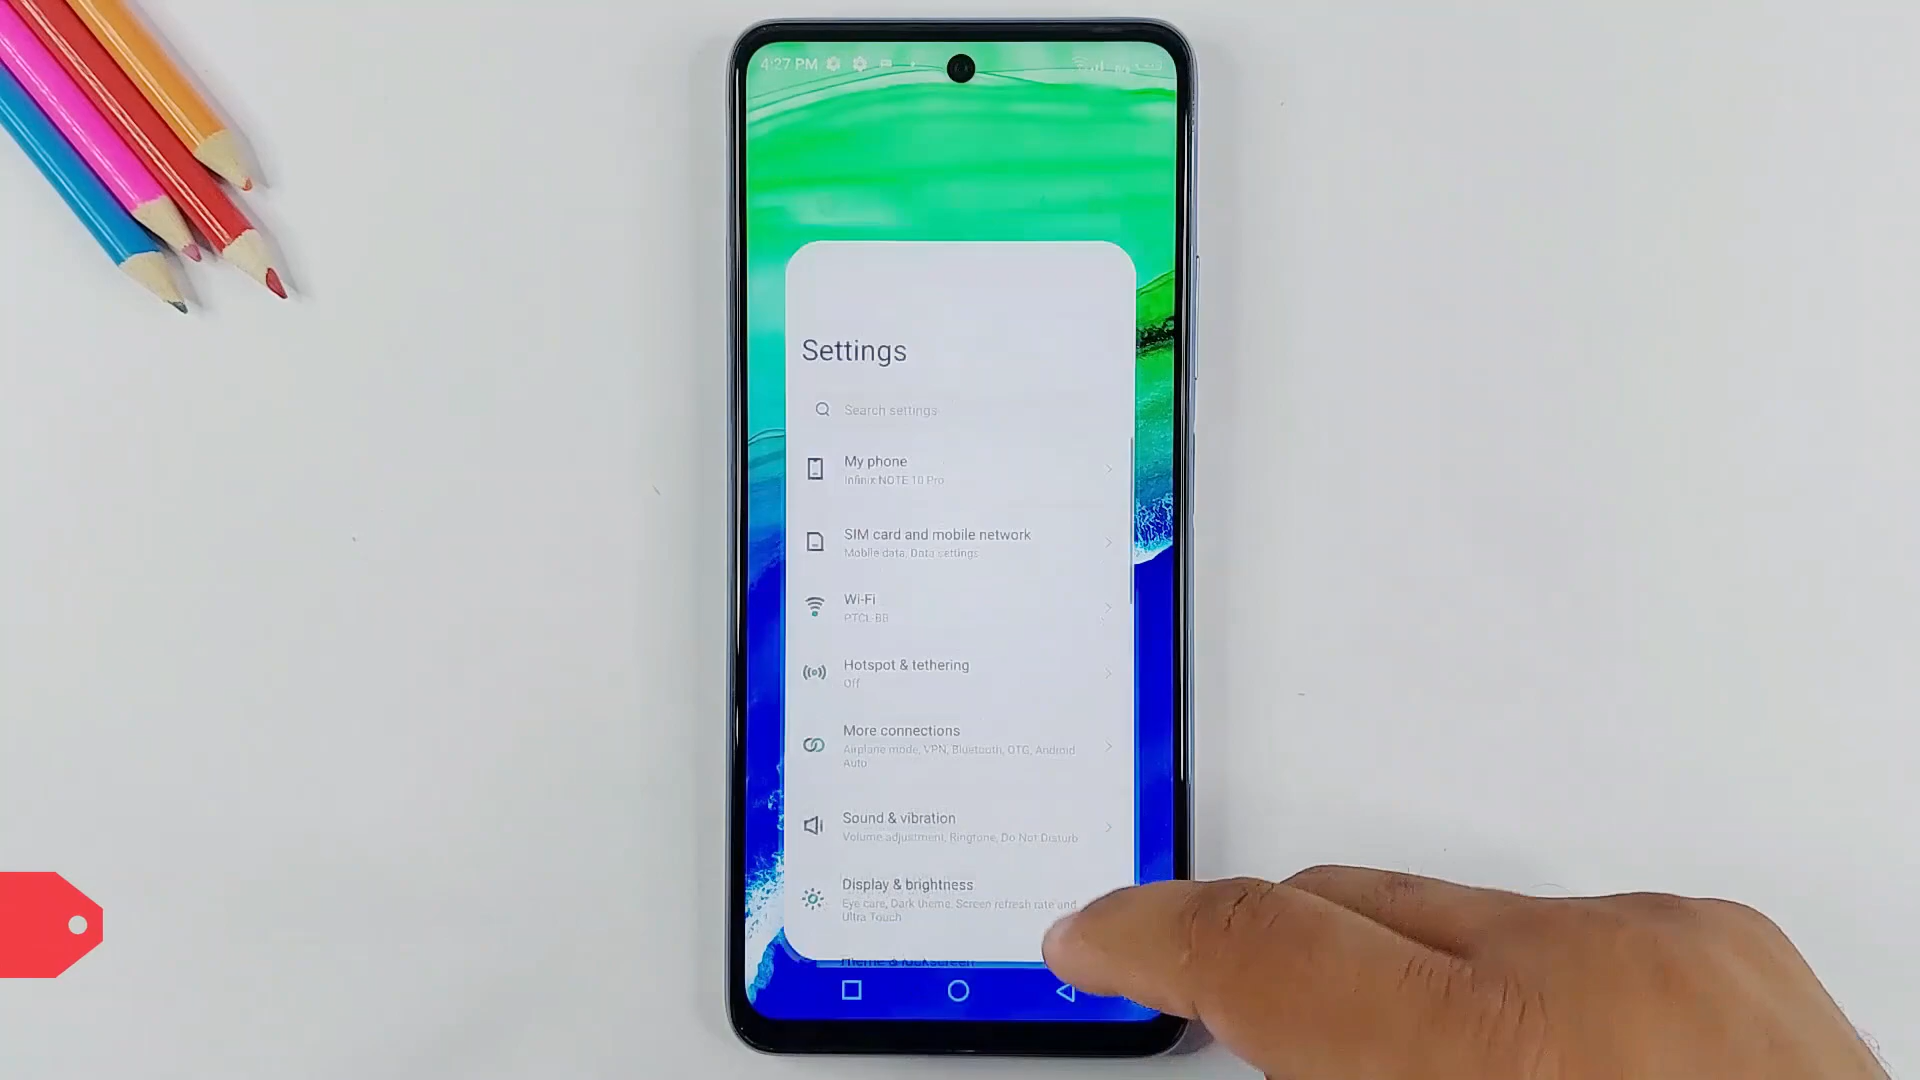 4:27 PM
Settings
Search settings
My phone
Infinix NOTE 10 Pro
SIM card and mobile network
Mobile data, Data settings
Wi-Fi
PTCL-BB
Hotspot & tethering
Off
More connections
Airplane mode, VPN, Bluetooth, OTG, Android
Auto
Sound & vibration
Volume adjustment, Ringtone, Do Not Disturb
Display & brightness
Eye care, Dark theme, Screen refresh rate and
Ultra Touch
Theme & lockscreen